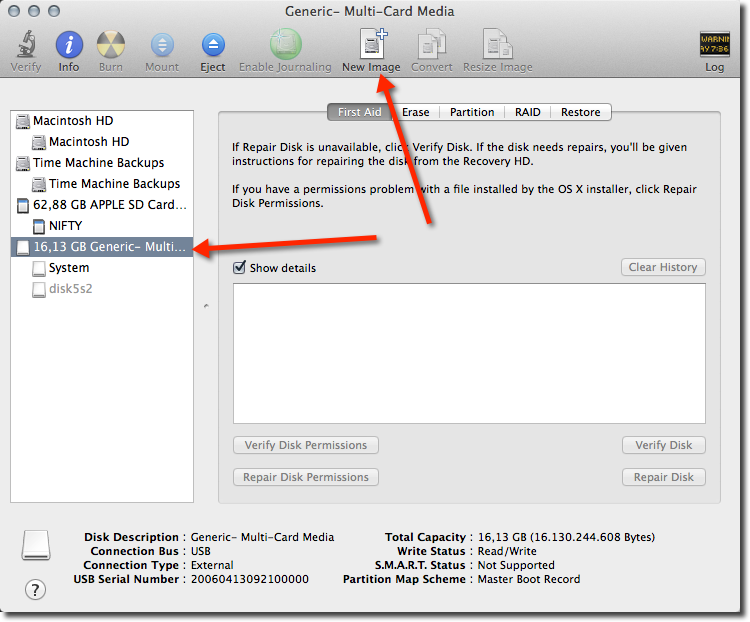 Generic- Multi-Card Media
Verify
Info
Burn
Mount
Eject
Enable Journaling
New Image
Convert
Resize Image
WARNIN
AY 7:36
Log
Macintosh HD
Macintosh HD
Time Machine Backups
Time Machine Backups
62,88 GB APPLE SD Card...
NIFTY
16,13 GB Generic- Multi...
System
disk5s2
First Aid
Erase
Partition
RAID
Restore
If Repair Disk is unavailable, click Verify Disk. If the disk needs repairs, you'll be given
instructions for repairing the disk from the Recovery HD.
If you have a permissions problem with a file installed by the OS X installer, click Repair
Disk Permissions.
Show details
Clear History
Verify Disk Permissions
Verify Disk
Repair Disk Permissions
Repair Disk
Disk Description : Generic- Multi-Card Media
Connection Bus : USB
Connection Type : External
USB Serial Number : 20060413092100000
Total Capacity : 16,13 GB (16.130.244.608 Bytes)
Write Status : Read/Write
S.M.A.R.T. Status : Not Supported
Partition Map Scheme : Master Boot Record
?